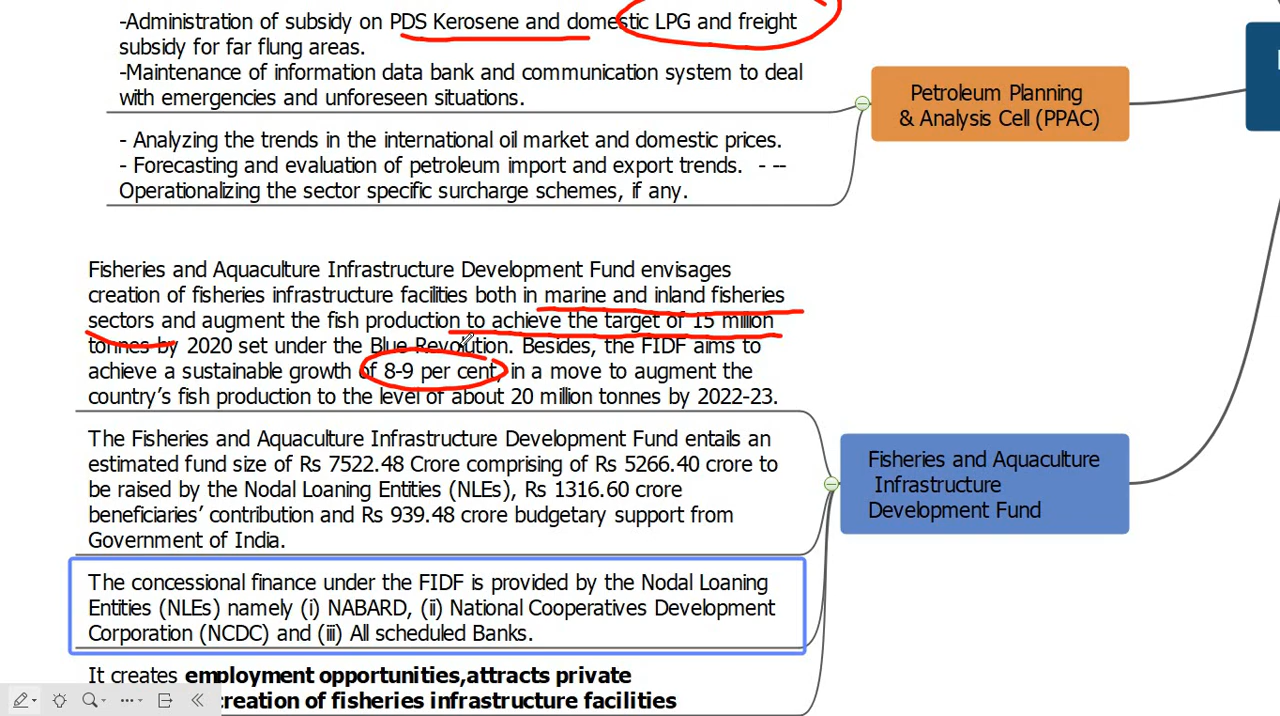 -Administration of subsidy on PDS Kerosene and domestic LPG and freight
subsidy for far flung areas.
-Maintenance of information data bank and communication system to deal
with emergencies and unforeseen situations.
Petroleum Planning
& Analysis Cell (PPAC)
- Analyzing the trends in the international oil market and domestic prices.
- Forecasting and evaluation of petroleum import and export trends. - --
Operationalizing the sector specific surcharge schemes, if any.
Fisheries and Aquaculture Infrastructure Development Fund envisages
creation of fisheries infrastructure facilities both in marine and inland fisheries
sectors and augment the fish production to achieve the target of 15 million
tonnes by 2020 set under the Blue Revolution. Besides, the FIDF aims to
achieve a sustainable growth of 8-9 per cent, in a move to augment the
country's fish production to the level of about 20 million tonnes by 2022-23.
The Fisheries and Aquaculture Infrastructure Development Fund entails an
estimated fund size of Rs 7522.48 Crore comprising of Rs 5266.40 crore to
be raised by the Nodal Loaning Entities (NLEs), Rs 1316.60 crore
beneficiaries' contribution and Rs 939.48 crore budgetary support from
Government of India.
Fisheries and Aquaculture
Infrastructure
Development Fund
The concessional finance under the FIDF is provided by the Nodal Loaning
Entities (NLEs) namely (i) NABARD, (ii) National Cooperatives Development
Corporation (NCDC) and (iii) All scheduled Banks.
It creates employment opportunities,attracts private
creation of fisheries infrastructure facilities